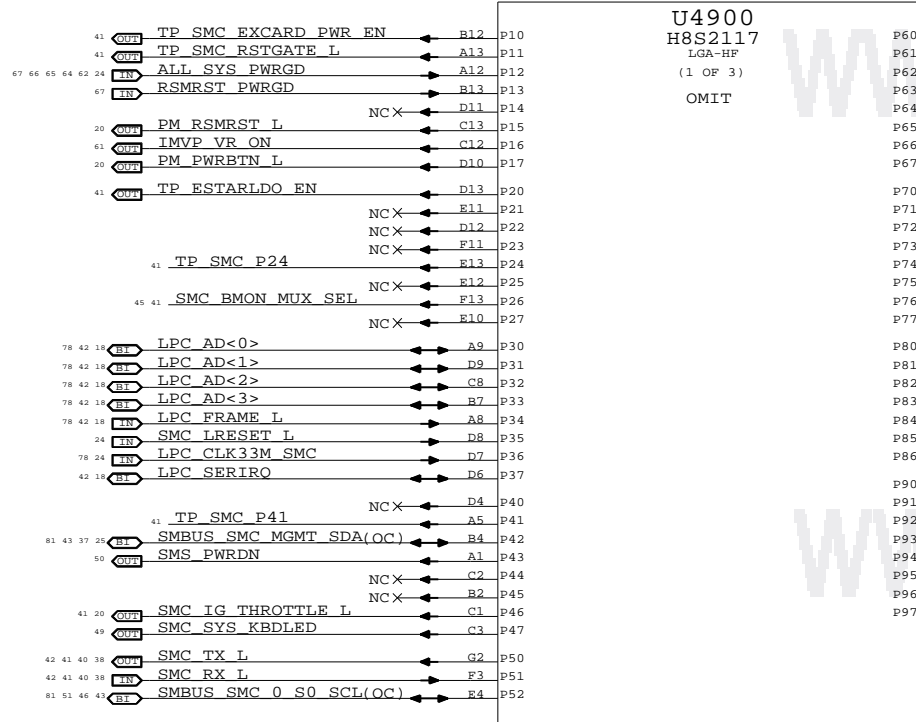 U4900
H8S2117
LGA-HF
(1 OF 3)
OMIT
41 OUT TP_SMC_EXCARD_PWR_EN B12 P10 P60
41 OUT TP_SMC_RSTGATE_L A13 P11 P61
67 66 65 64 62 24 IN ALL_SYS_PWRGD A12 P12 P62
67 IN RSMRST_PWRGD B13 P13 P63
NC D11 P14 P64
20 OUT PM_RSMRST_L C13 P15 P65
61 OUT IMVP_VR_ON C12 P16 P66
20 OUT PM_PWRBTN_L D10 P17 P67
41 OUT TP_ESTARLDO_EN D13 P20 P70
NC E11 P21 P71
NC D12 P22 P72
NC F11 P23 P73
41 TP_SMC_P24 E13 P24 P74
NC E12 P25 P75
45 41 SMC_BMON_MUX_SEL F13 P26 P76
NC E10 P27 P77
78 42 18 BI LPC_AD<0> A9 P30 P80
78 42 18 BI LPC_AD<1> D9 P31 P81
78 42 18 BI LPC_AD<2> C8 P32 P82
78 42 18 BI LPC_AD<3> B7 P33 P83
78 42 18 IN LPC_FRAME_L A8 P34 P84
24 IN SMC_LRESET_L D8 P35 P85
78 24 IN LPC_CLK33M_SMC D7 P36 P86
42 18 BI LPC_SERIRQ D6 P37 P90
NC D4 P40 P91
41 TP_SMC_P41 A5 P41 P92
81 43 37 25 BI SMBUS_SMC_MGMT_SDA(OC) B4 P42 P93
50 OUT SMS_PWRDN A1 P43 P94
NC C2 P44 P95
NC B2 P45 P96
41 20 OUT SMC_IG_THROTTLE_L C1 P46 P97
49 OUT SMC_SYS_KBDLED C3 P47
42 41 40 38 OUT SMC_TX_L G2 P50
42 41 40 38 IN SMC_RX_L F3 P51
81 51 46 43 BI SMBUS_SMC_0_S0_SCL(OC) E4 P52